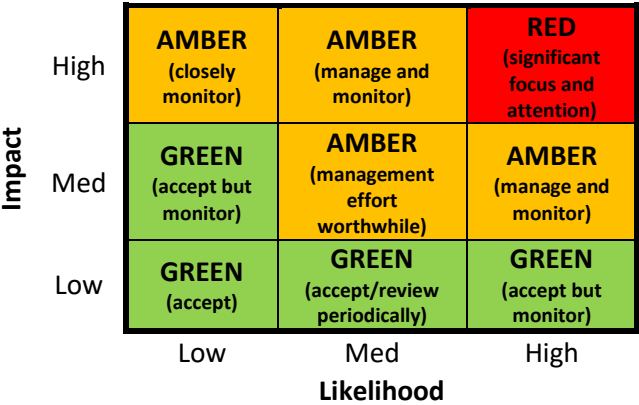 Impact
High
AMBER
(closely
monitor)
AMBER
(manage and
monitor)
RED
(significant
focus and
attention)
Med
GREEN
(accept but
monitor)
AMBER
(management
effort
worthwhile)
AMBER
(manage and
monitor)
Low
GREEN
(accept)
GREEN
(accept/review
periodically)
GREEN
(accept but
monitor)
Low
Med
High
Likelihood